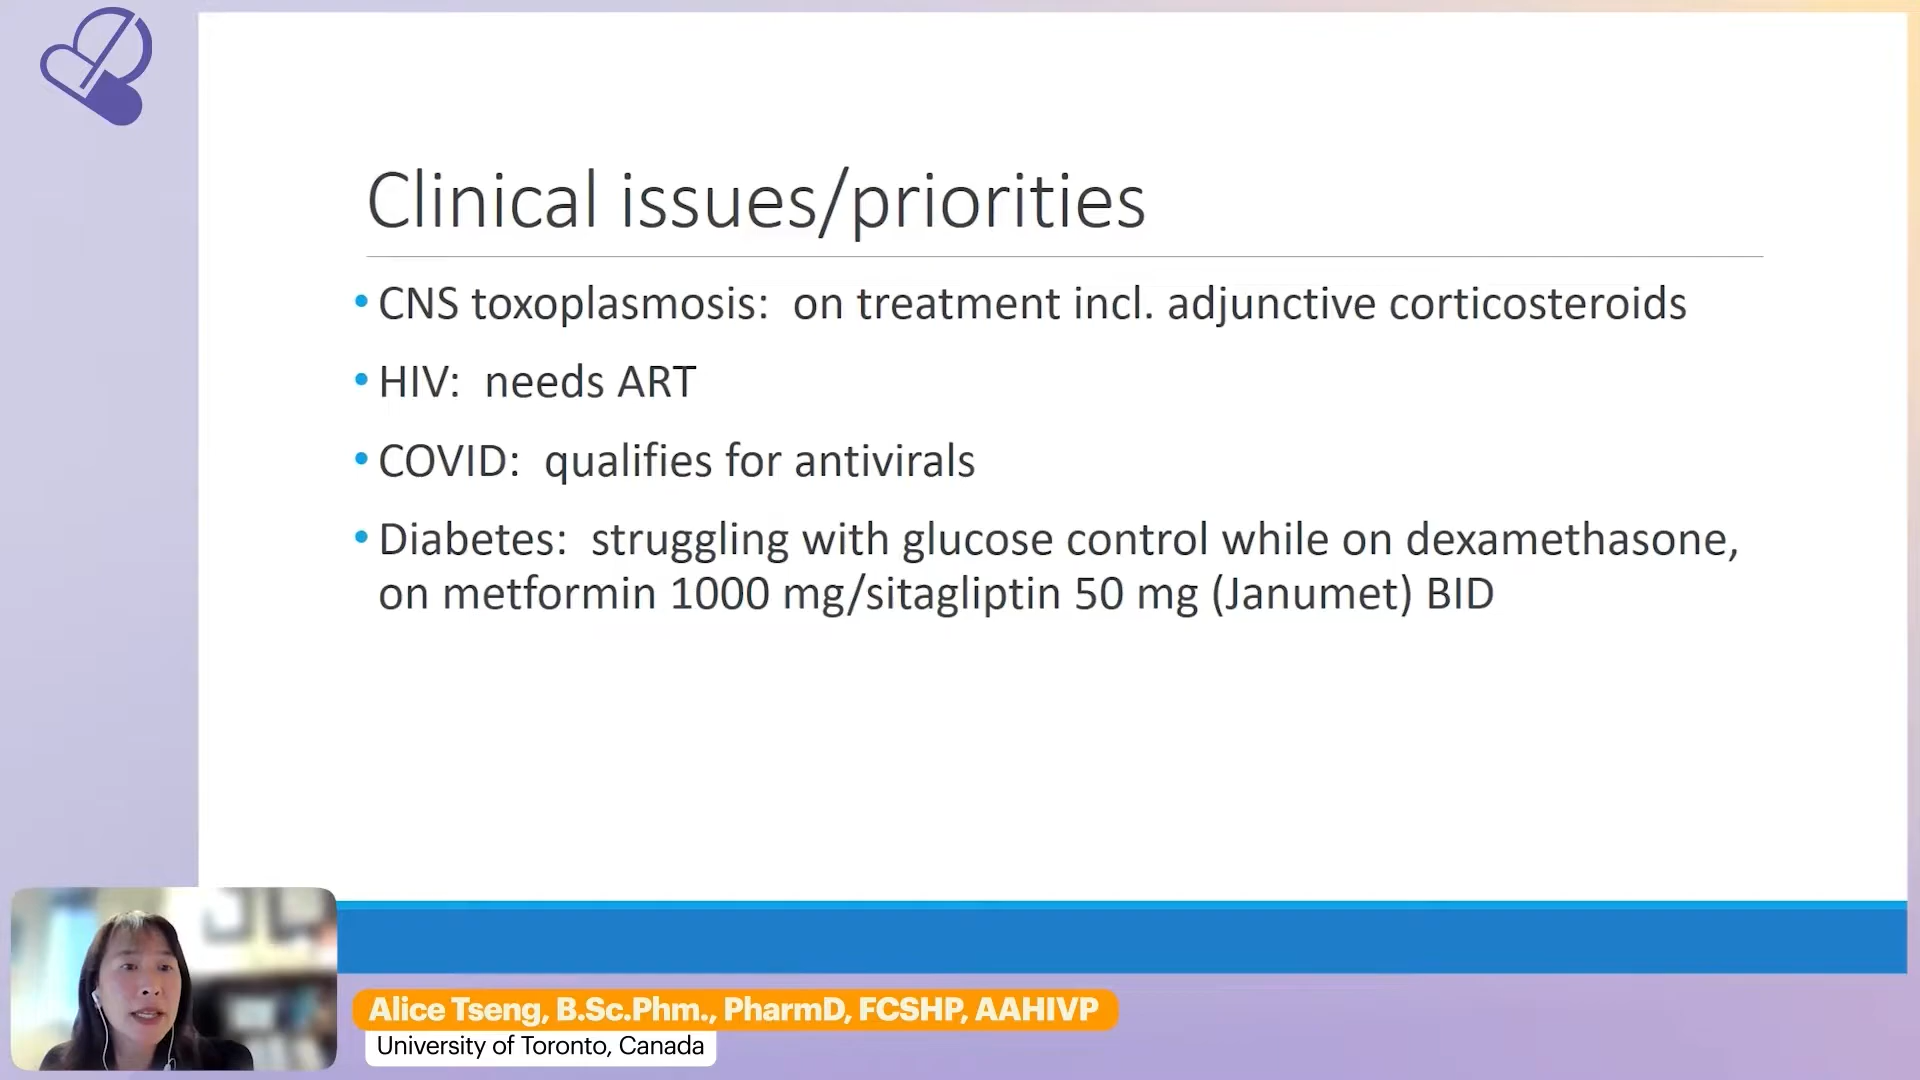 Clinical issues/priorities
• CNS toxoplasmosis: on treatment incl. adjunctive corticosteroids
• HIV: needs ART
• COVID: qualifies for antivirals
• Diabetes: struggling with glucose control while on dexamethasone,
on metformin 1000 mg/sitagliptin 50 mg (Janumet) BID
Alice Tseng, B.Sc.Phm., PharmD, FCSHP, AAHIVP
University of Toronto, Canada